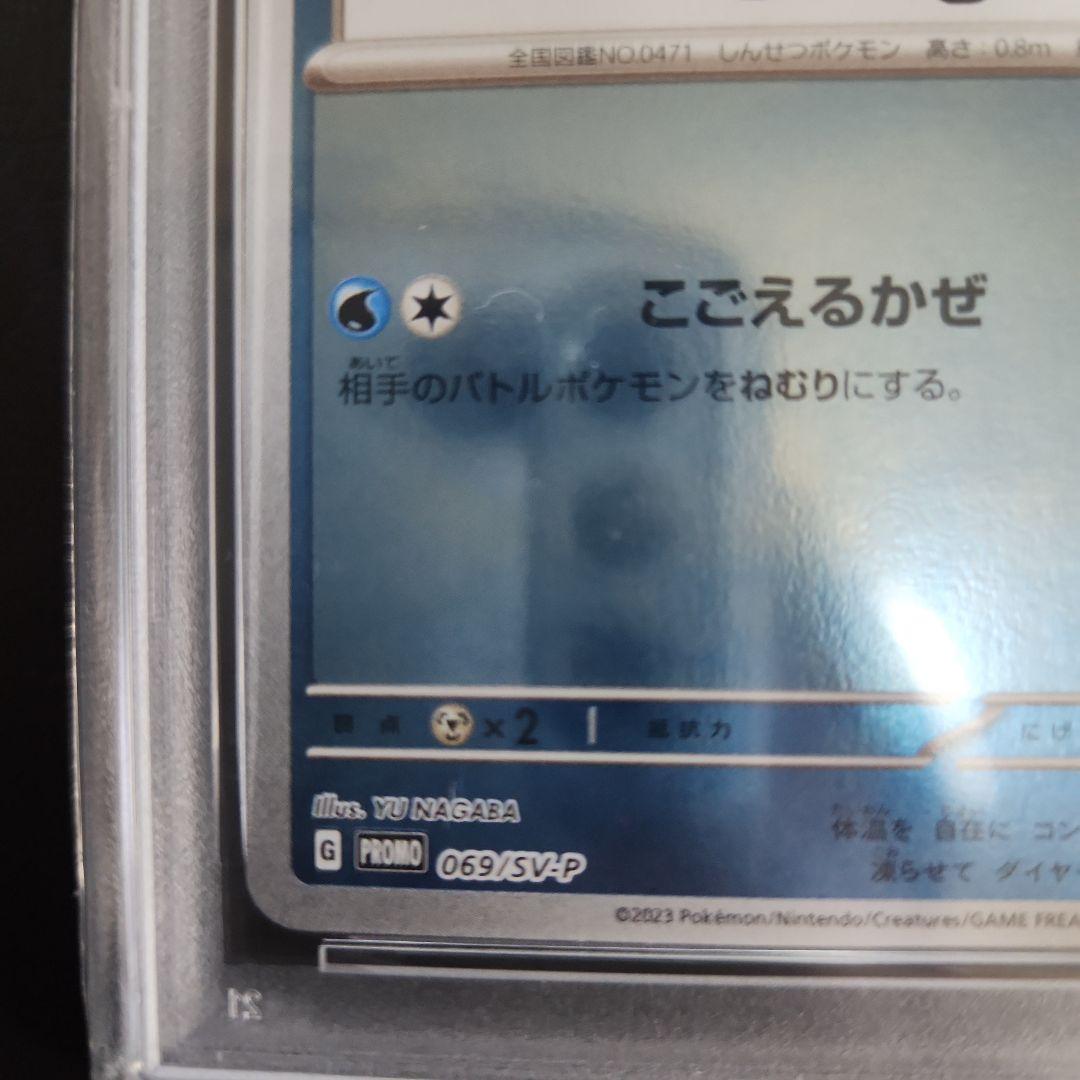 全国図鑑NO.0471 しんせつポケモン 高さ：0.8m
こごえるかぜ
あいて
相手のバトルポケモンをねむりにする。
弱点 ×2 抵抗力 にげ
Illus. YU NAGABA
体温を 自在に コン
G PROMO 069/SV-P
凍らせて ダイヤ
©2023 Pokémon/Nintendo/Creatures/GAME FREA
21